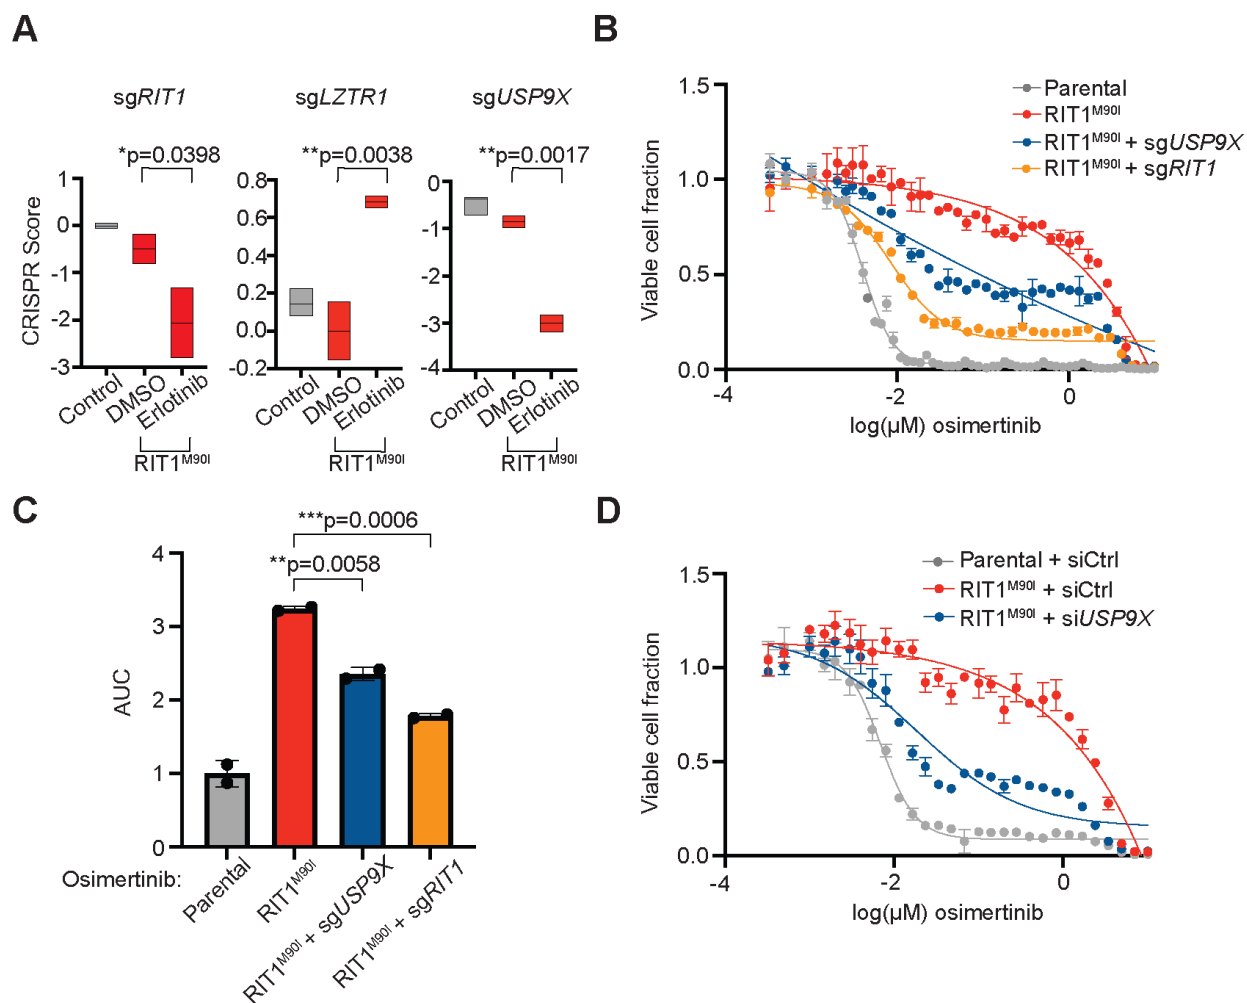 A
sgRIT1
sgLZTR1
sgUSP9X
*p=0.0398
**p=0.0038
**p=0.0017
CRISPR Score
1
0
-1
-2
-3
0.8
0.6
0.4
0.2
0.0
-0.2
0
-1
-2
-3
-4
Control
DMSO
Erlotinib
RIT1M90I
Control
DMSO
Erlotinib
RIT1M90I
Control
DMSO
Erlotinib
RIT1M90I
B
Parental
RIT1M90I
RIT1M90I + sgUSP9X
RIT1M90I + sgRIT1
Viable cell fraction
1.5
1.0
0.5
0.0
-4
-2
0
log(µM) osimertinib
C
***p=0.0006
**p=0.0058
AUC
4
3
2
1
0
Osimertinib:
Parental
RIT1M90I
RIT1M90I + sgUSP9X
RIT1M90I + sgRIT1
D
Parental + siCtrl
RIT1M90I + siCtrl
RIT1M90I + siUSP9X
Viable cell fraction
1.5
1.0
0.5
0.0
-4
-2
0
log(µM) osimertinib